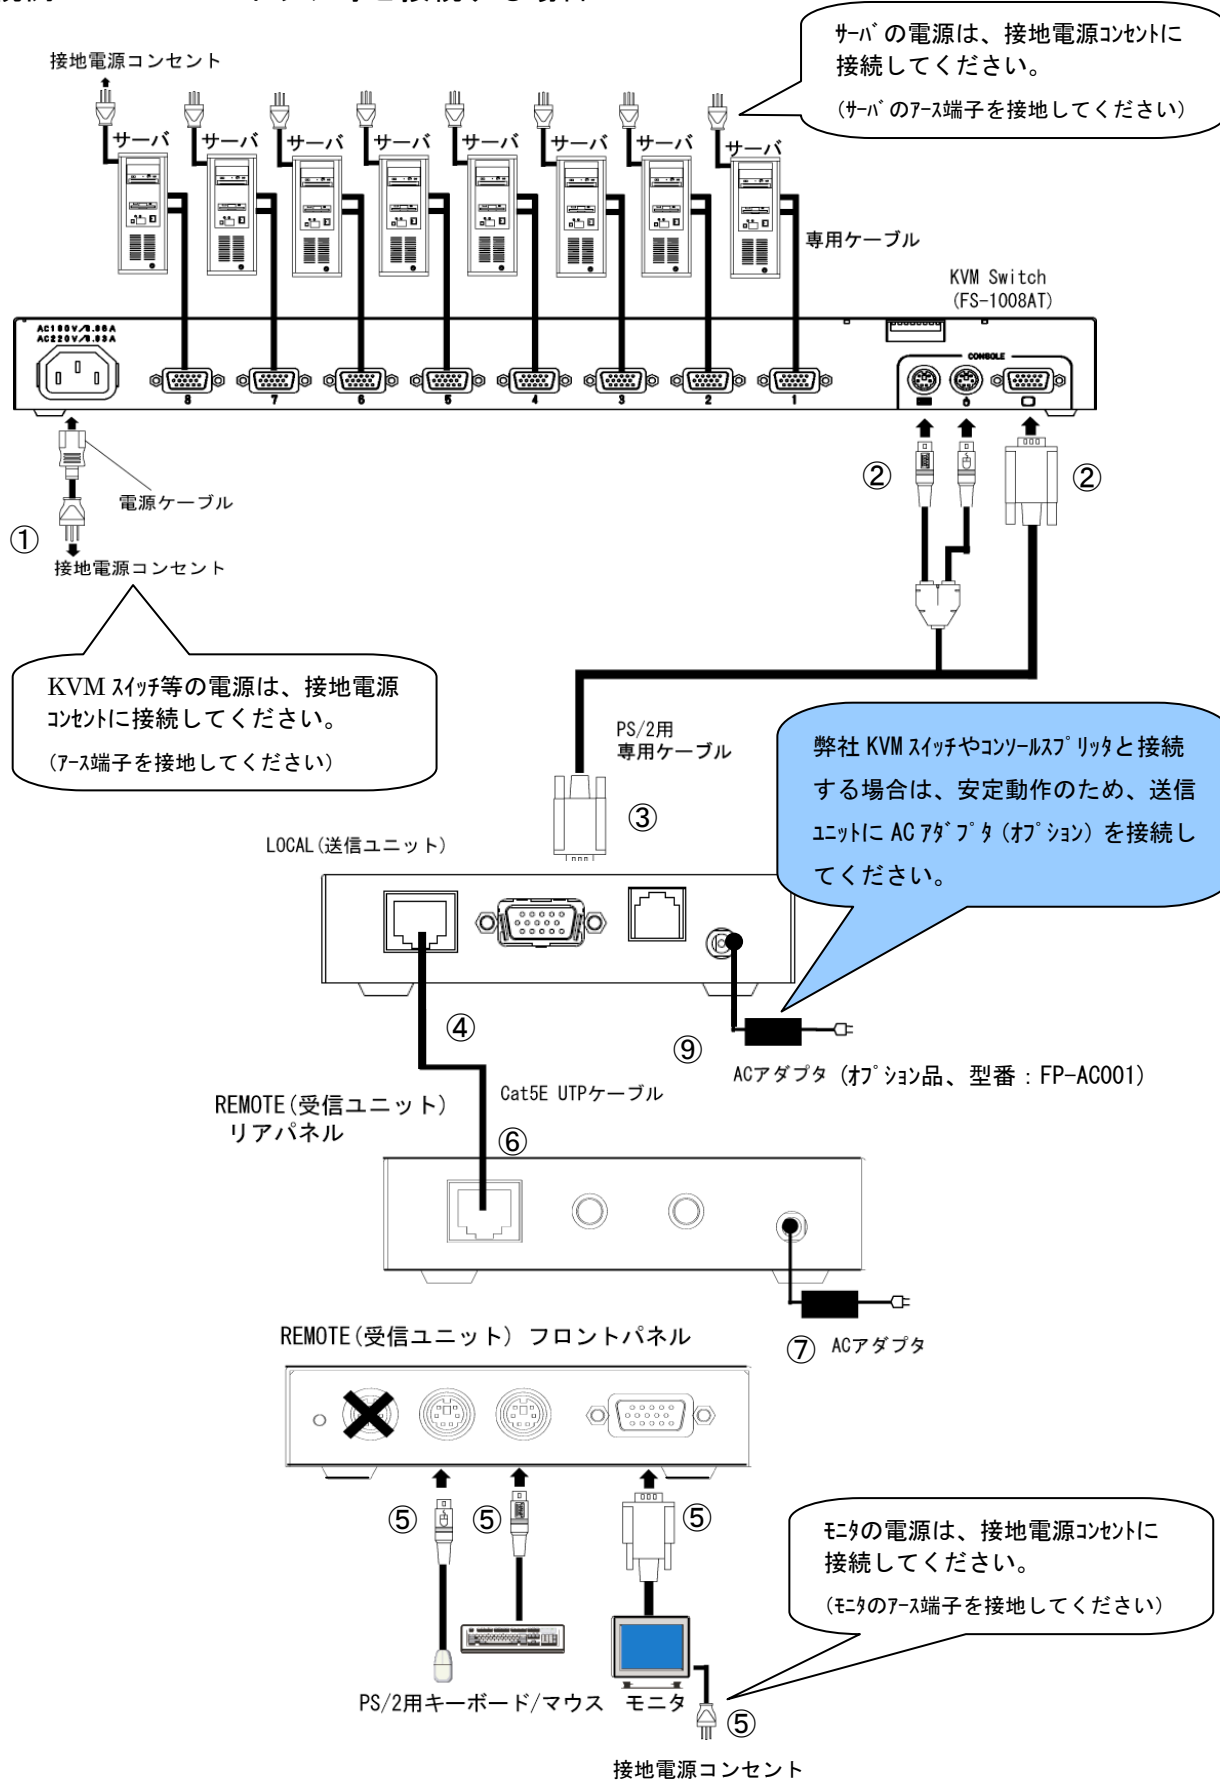 接地電源コンセント
サーバの電源は、接地電源コンセントに
接続してください。
(サーバのアース端子を接地してください)
サーバ サーバ サーバ サーバ サーバ サーバ サーバ サーバ
専用ケーブル
KVM Switch
(FS-1008AT)
AC100V/0.06A
AC220V/0.03A
CONSOLE
8 7 6 5 4 3 2 1
② ②
電源ケーブル
①
接地電源コンセント
KVM スイッチ等の電源は、接地電源
コンセントに接続してください。
(アース端子を接地してください)
PS/2用
専用ケーブル
弊社 KVM スイッチやコンソールスプリッタと接続
する場合は、安定動作のため、送信
ユニットに AC アダプタ (オプション) を接続し
てください。
③
LOCAL(送信ユニット)
④
⑨
ACアダプタ (オプション品、型番：FP-AC001)
Cat5E UTPケーブル
REMOTE(受信ユニット)
リアパネル
⑥
REMOTE(受信ユニット) フロントパネル
⑦ ACアダプタ
⑤ ⑤ ⑤
モニタの電源は、接地電源コンセントに
接続してください。
(モニタのアース端子を接地してください)
PS/2用キーボード/マウス モニタ
⑤
接地電源コンセント